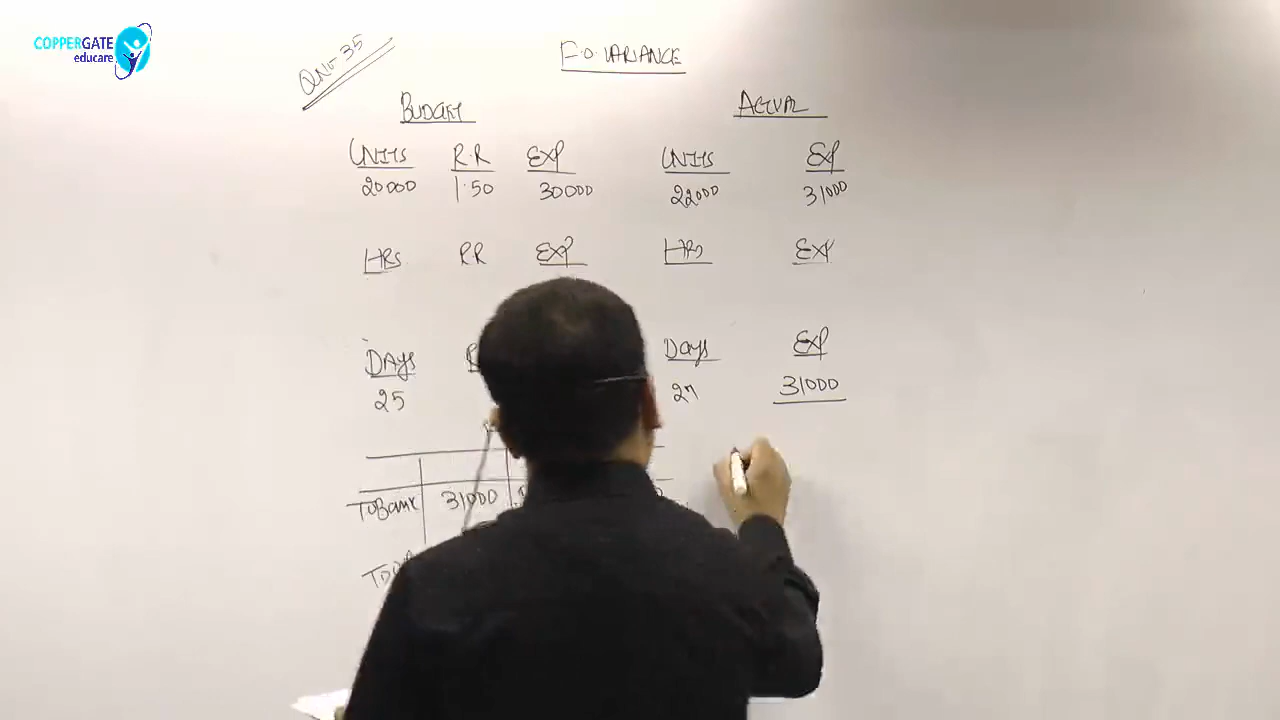 COPPERGATE
educare
QNO-35
F.O. VARIANCE
BUDGET ACTUAL
UNITS R.R EXP UNITS EXP
20000 1.50 30000 22000 31000
HRS RR EXP HRS EXP
DAYS DAYS EXP
25 27 31000
TO BANK 31000